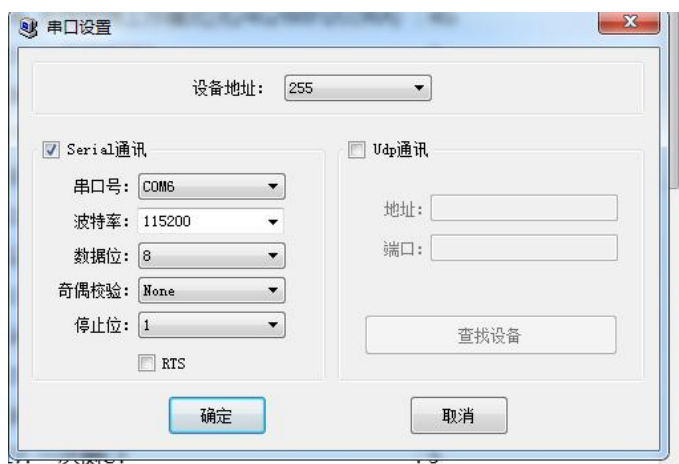 串口设置
设备地址： 255
Serial通讯
串口号： COM6
波特率： 115200
数据位： 8
奇偶校验： None
停止位： 1
RTS
Udp通讯
地址：
端口：
查找设备
确定
取消